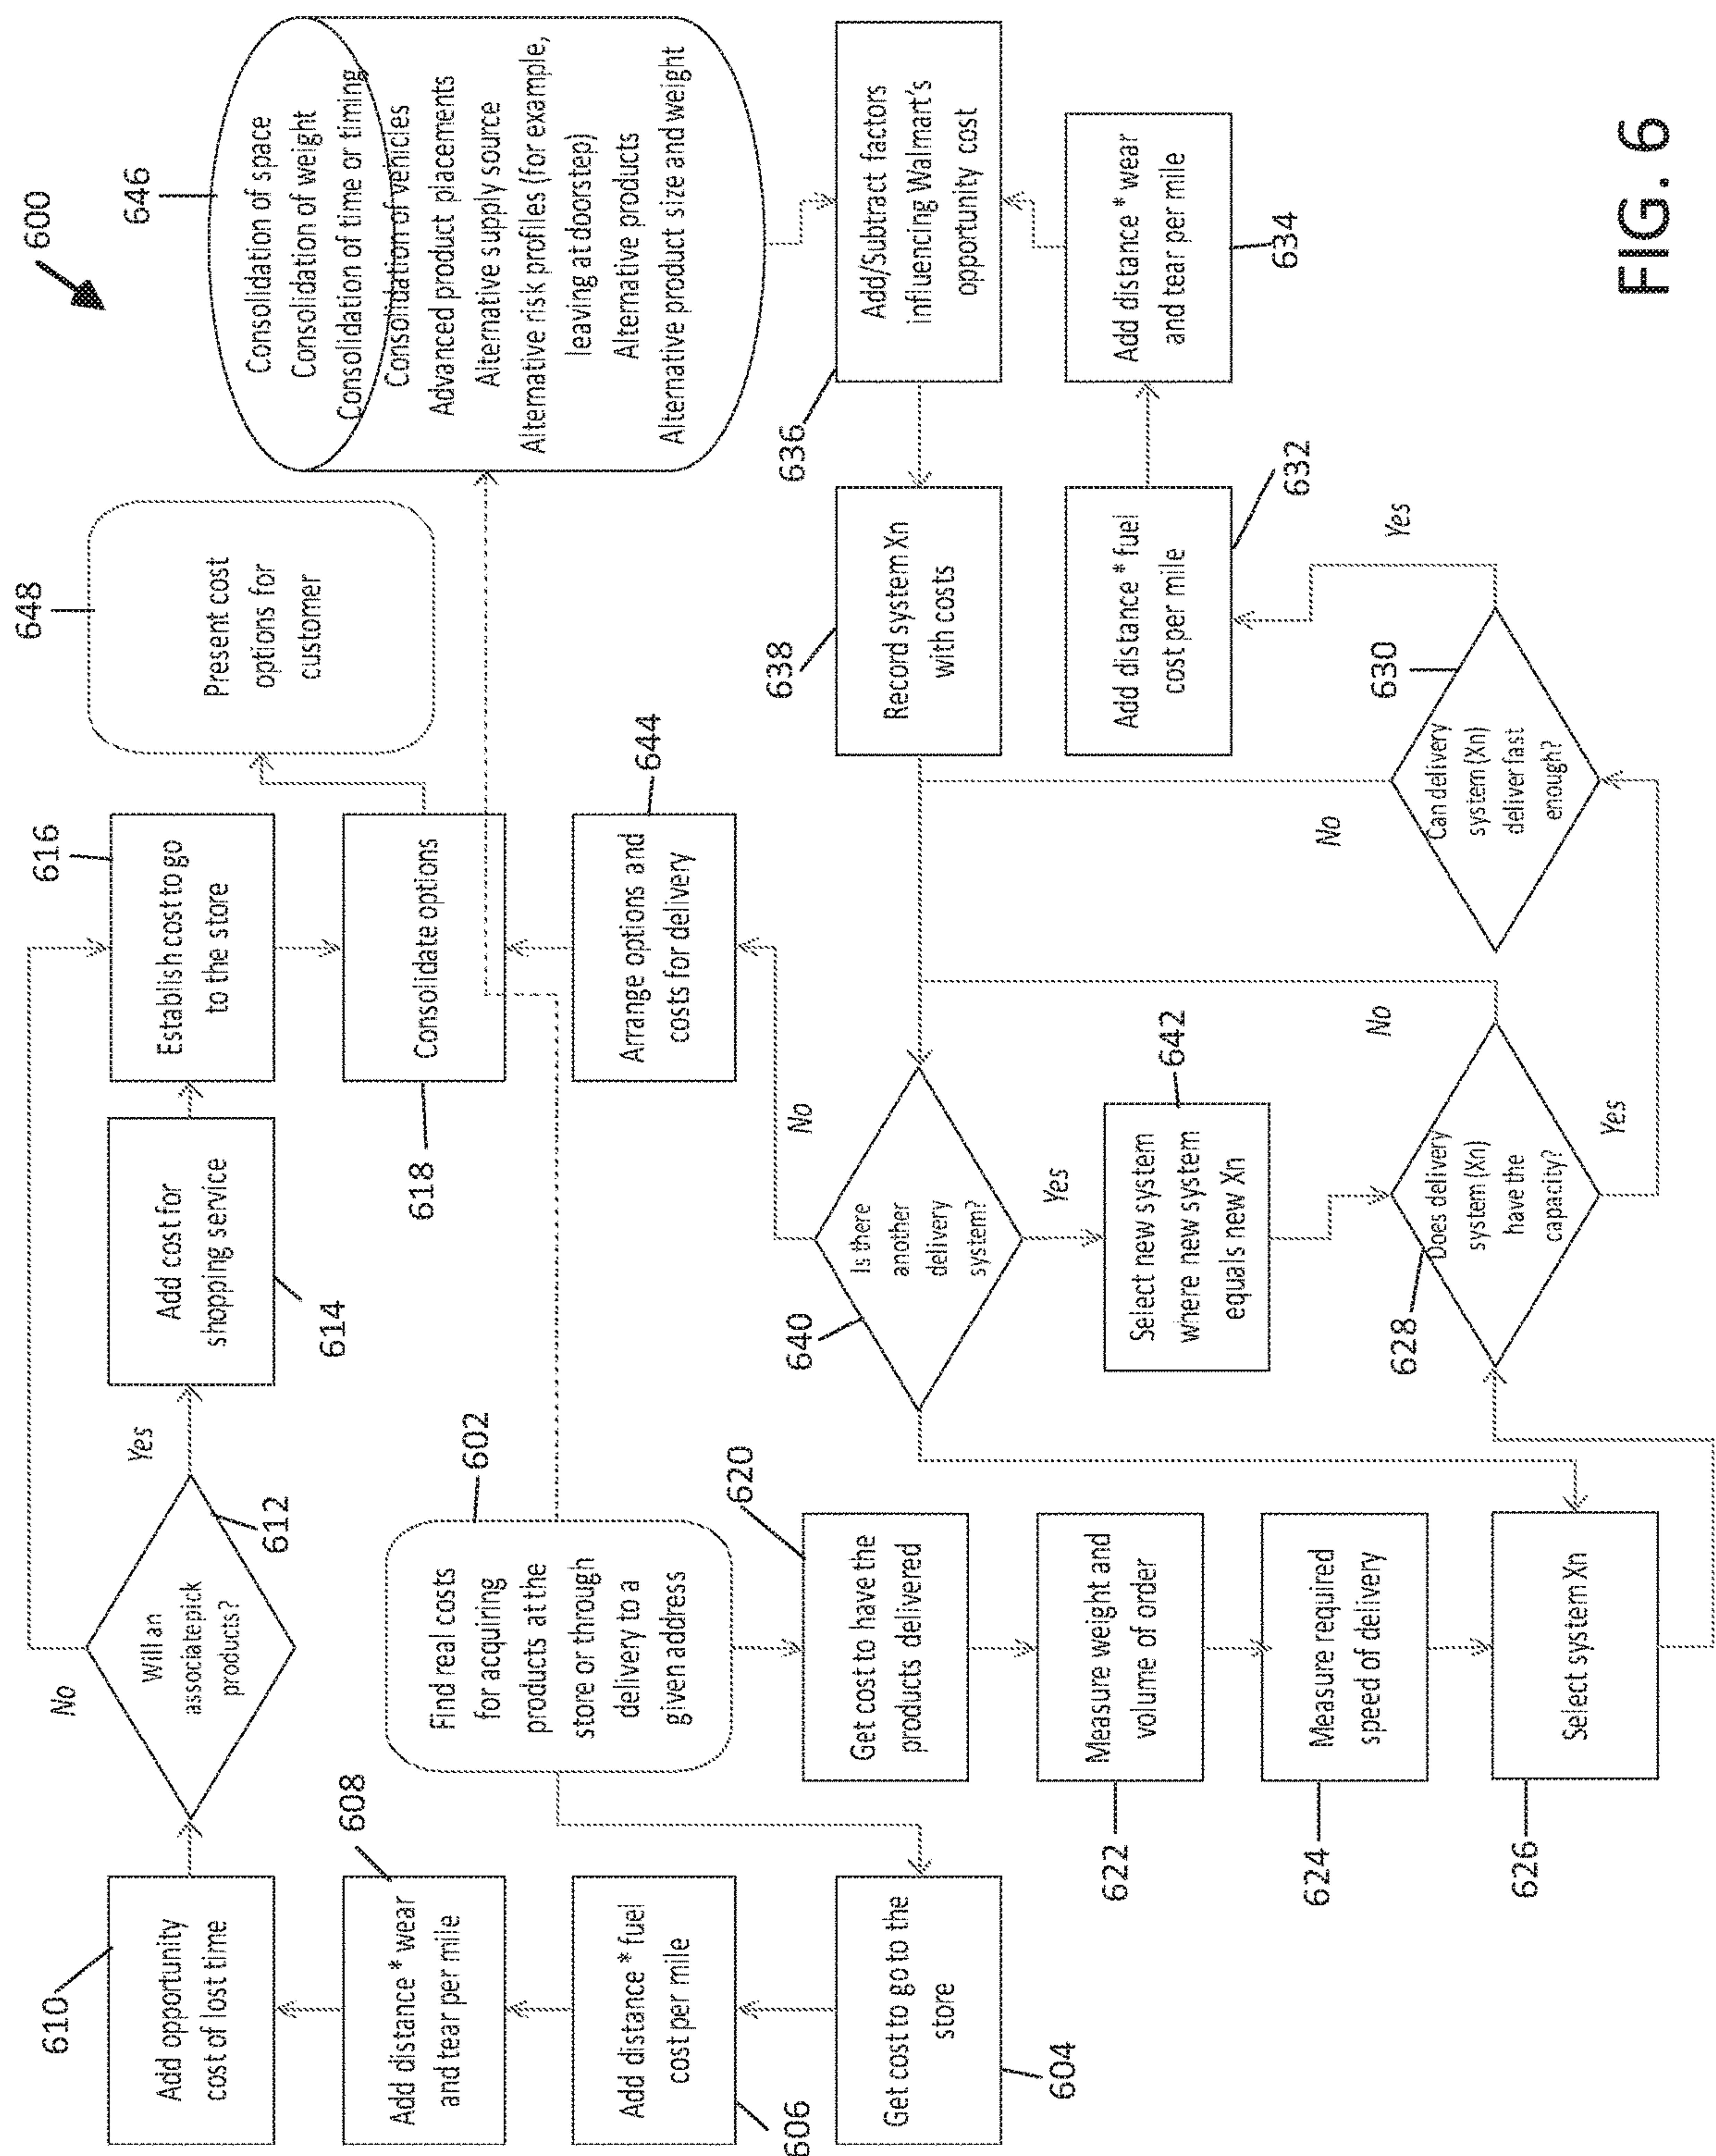 600
610
Add opportunity
cost of lost time
608
Add distance * wear
and tear per mile
606
Add distance * fuel
cost per mile
604
Get cost to go to the
store
No
Will an
associatepick
products?
612
Yes
Add cost for
shopping service
614
616
Establish cost to go
to the store
Consolidate options
618
648
Present cost
options for
customer
646
Consolidation of space
Consolidation of weight
Consolidation of time or timing
Consolidation of vehicles
Advanced product placements
Alternative supply source
Alternative risk profiles (for example,
leaving at doorstep)
Alternative products
Alternative product size and weight
602
Find real costs
for acquiring
products at the
store or through
delivery to a
given address
620
Get cost to have the
products delivered
Measure weight and
volume of order
622
Measure required
speed of delivery
624
Select system Xn
626
Arrange options and
costs for delivery
644
No
Is there
another
delivery
system?
640
Yes
Select new system
where new system
equals new Xn
642
Does delivery
system (Xn)
have the
capacity?
628
No
Yes
Can delivery
system (Xn)
deliver fast
enough?
630
No
Yes
Add distance * fuel
cost per mile
632
Add distance * wear
and tear per mile
634
Add/Subtract factors
influencing Walmart's
opportunity cost
636
Record system Xn
with costs
638
FIG. 6